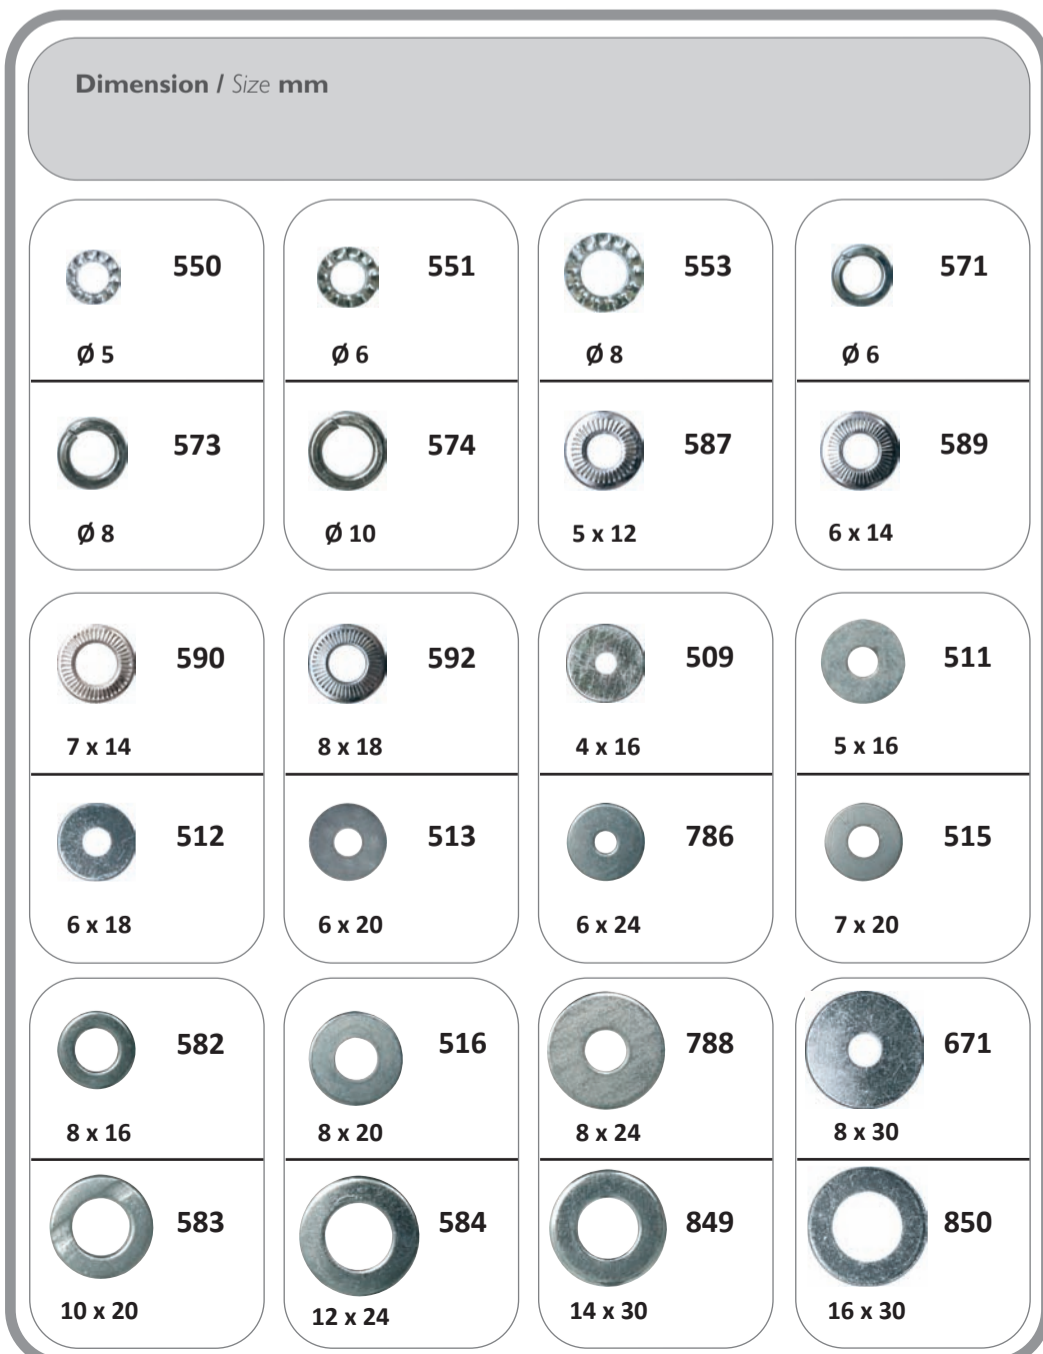 Dimension / Size mm
550
551
553
571
Ø 5
Ø 6
Ø 8
Ø 6
573
574
587
589
Ø 8
Ø 10
5 x 12
6 x 14
590
592
509
511
7 x 14
8 x 18
4 x 16
5 x 16
512
513
786
515
6 x 18
6 x 20
6 x 24
7 x 20
582
516
788
671
8 x 16
8 x 20
8 x 24
8 x 30
583
584
849
850
10 x 20
12 x 24
14 x 30
16 x 30